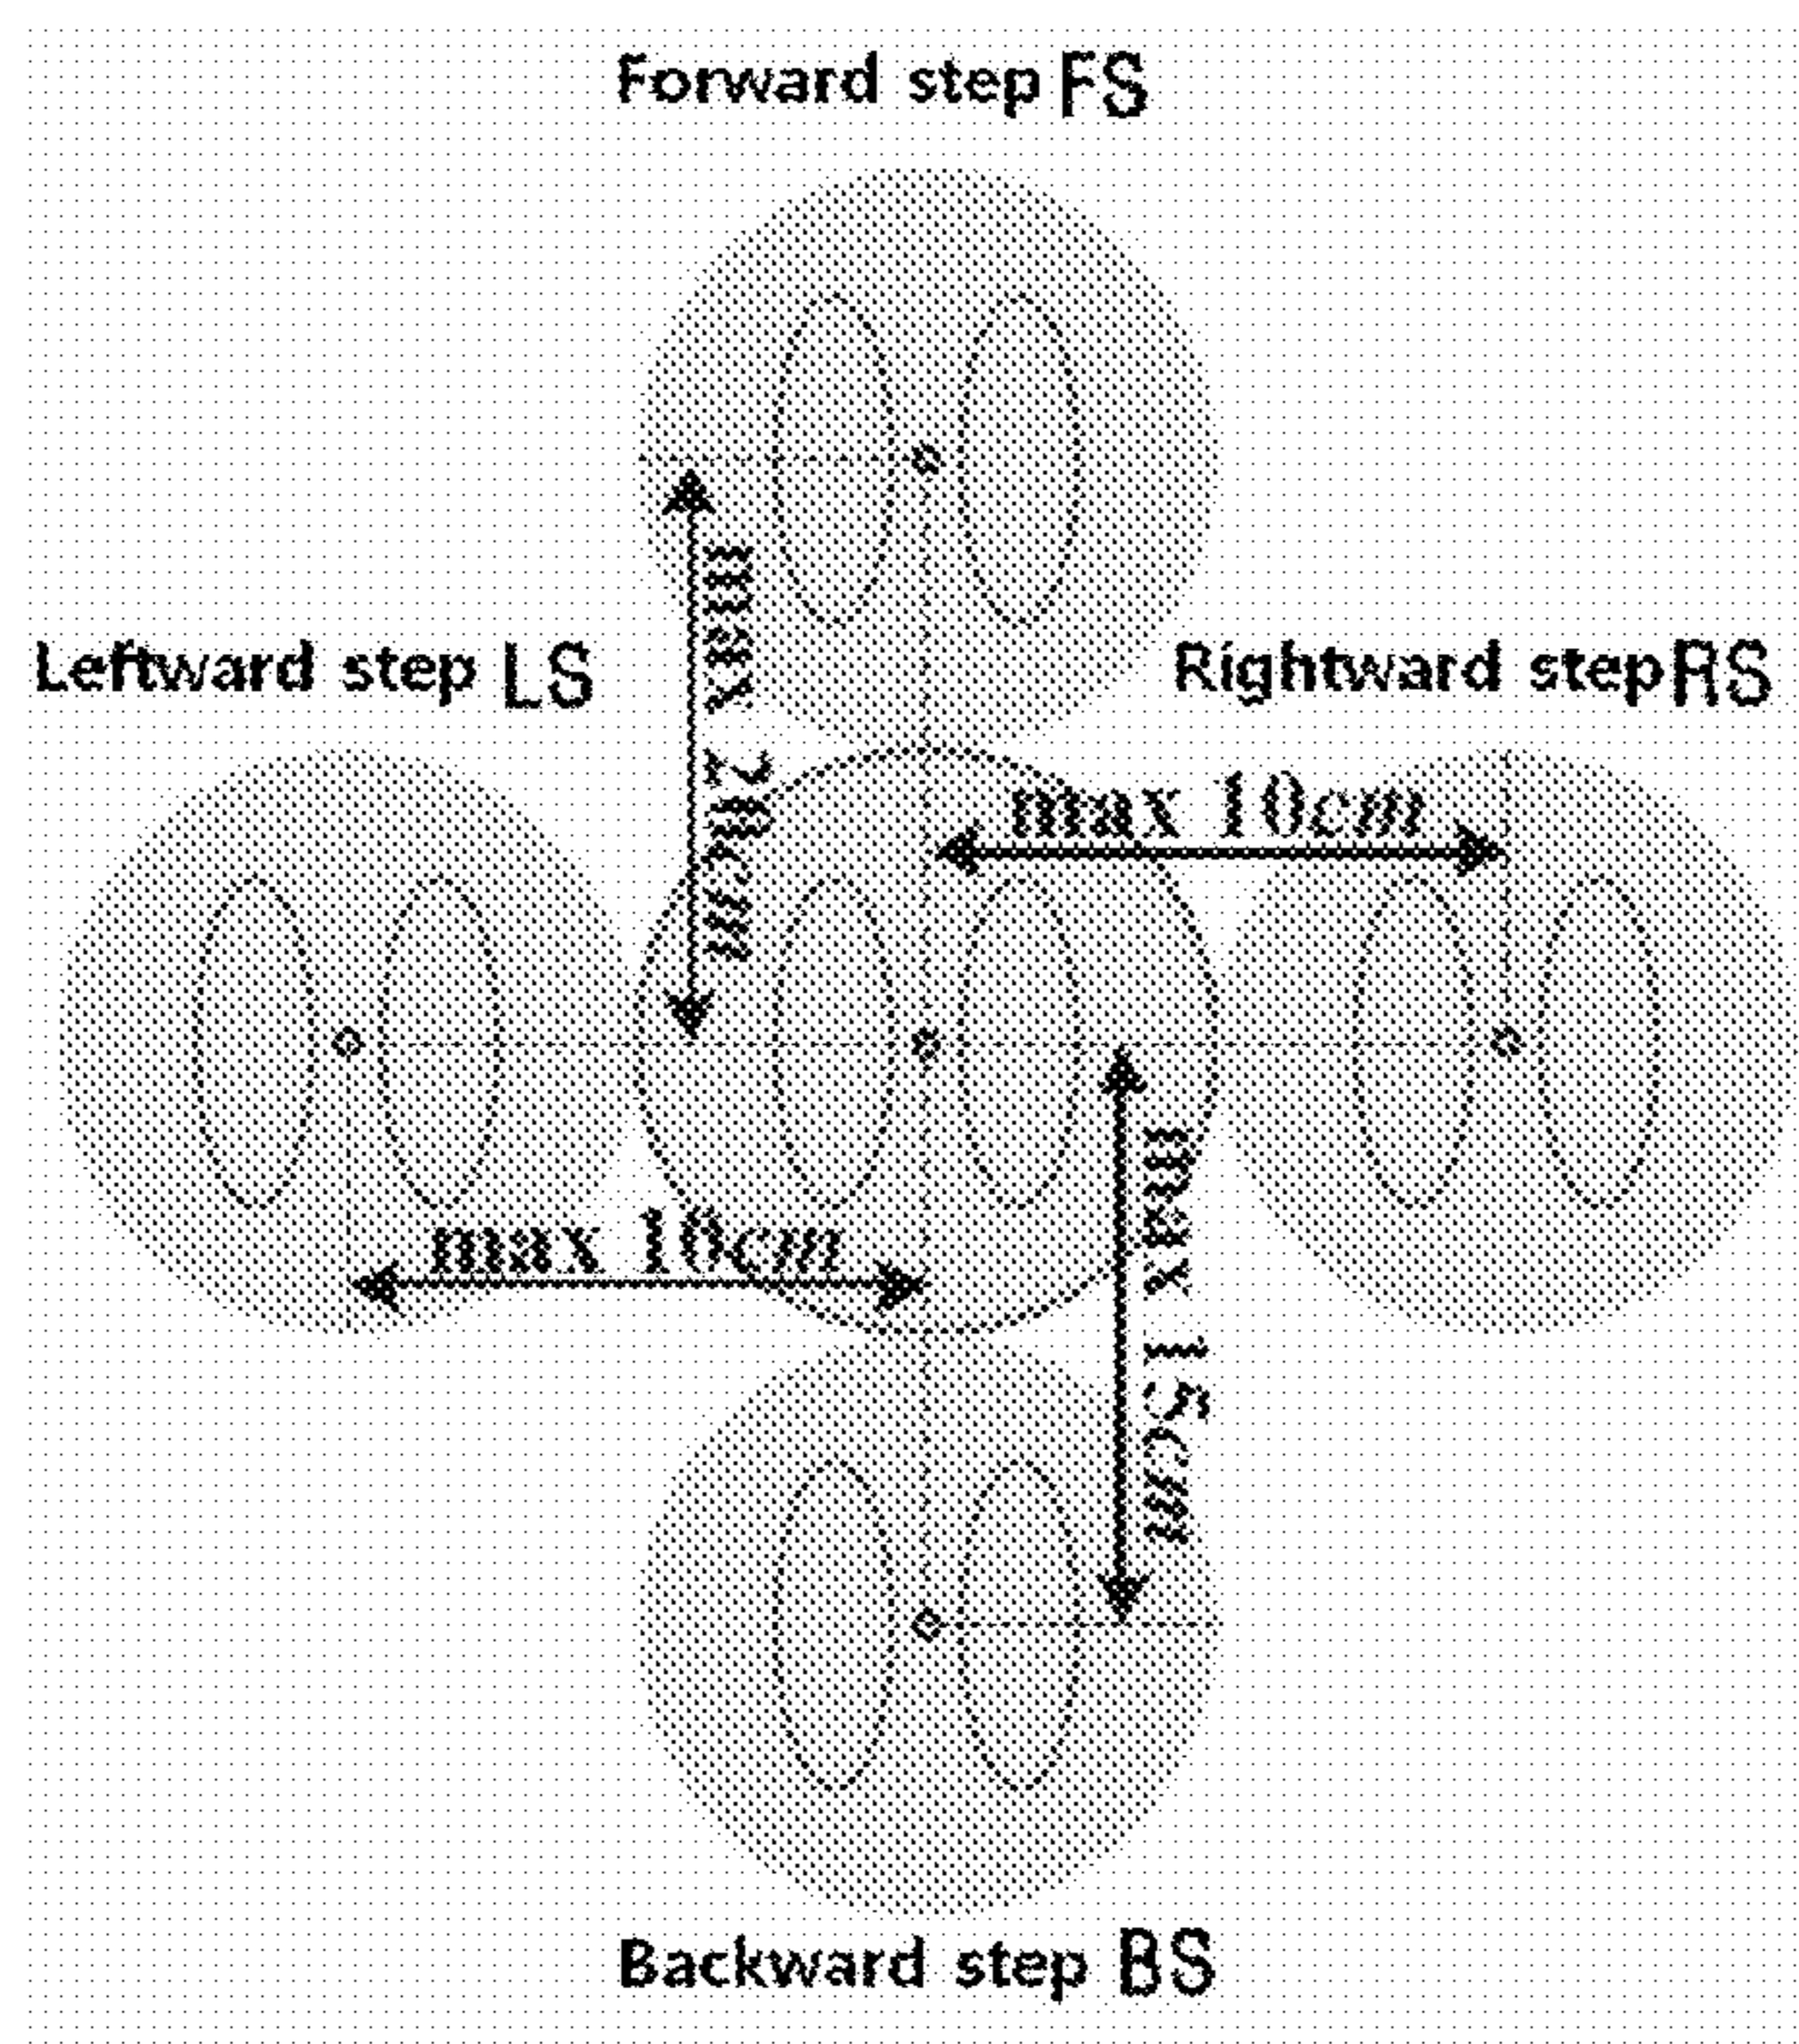 Forward step FS
max 20cm
Leftward step LS
Rightward step RS
max 10cm
max 10cm
max 15cm
Backward step BS